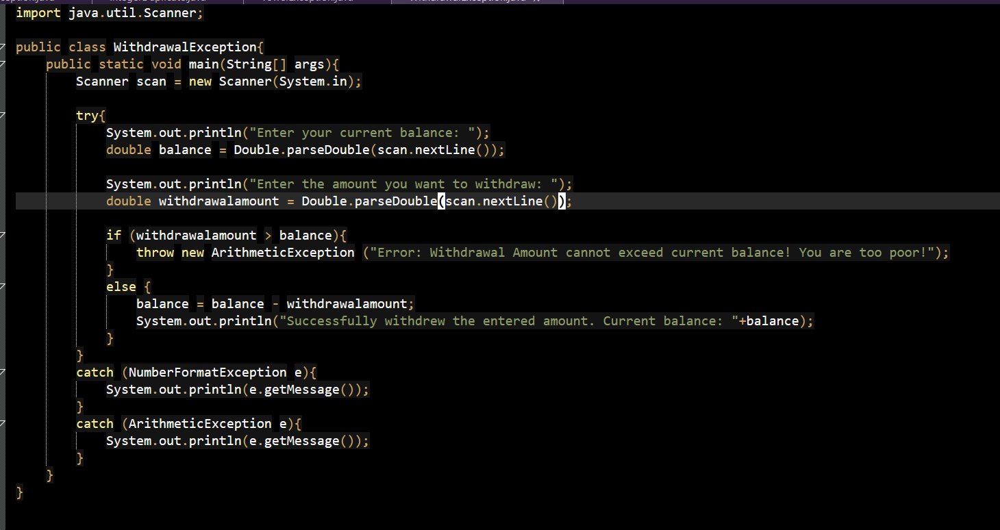 import java.util.Scanner;
public class WithdrawalException{
public static void main(String[] args){
Scanner scan = new Scanner(System.in);
try{
System.out.println("Enter your current balance: ");
double balance = Double.parseDouble(scan.nextLine());
System.out.println("Enter the amount you want to withdraw: ");
double withdrawalamount = Double.parseDouble(scan.nextLine());
if (withdrawalamount > balance){
throw new ArithmeticException ("Error: Withdrawal Amount cannot exceed current balance! You are too poor!");
}
else {
balance = balance - withdrawalamount;
System.out.println("Successfully withdrew the entered amount. Current balance: "+balance);
}
}
catch (NumberFormatException e){
System.out.println(e.getMessage());
}
catch (ArithmeticException e){
System.out.println(e.getMessage());
}
}
}